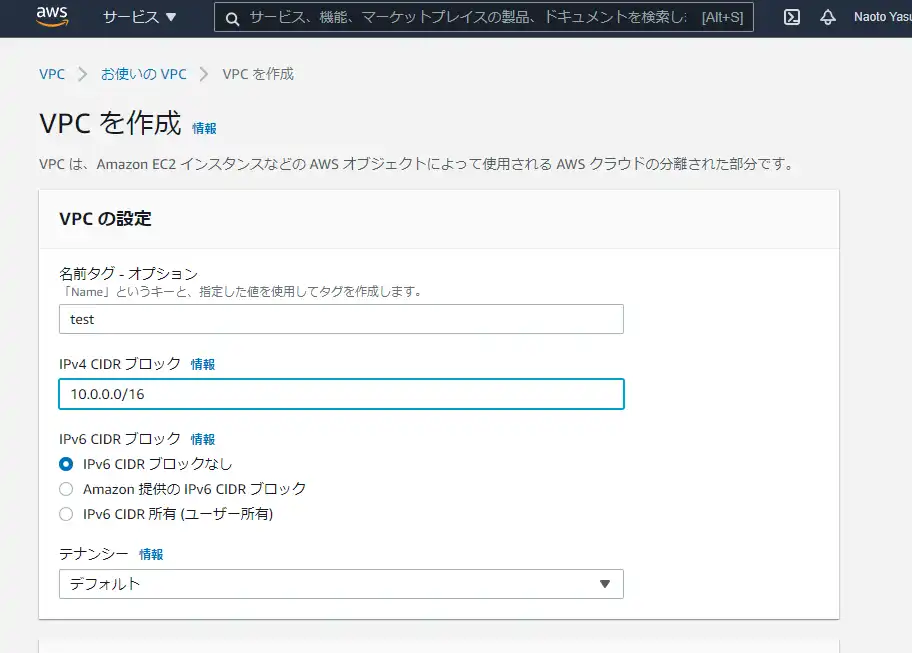 aws サービス ▼ サービス、機能、マーケットプレイスの製品、ドキュメントを検索し [Alt+S] Naoto Yasu
VPC > お使いの VPC > VPC を作成
VPC を作成 情報
VPC は、Amazon EC2 インスタンスなどの AWS オブジェクトによって使用される AWS クラウドの分離された部分です。
VPC の設定
名前タグ - オプション
「Name」というキーと、指定した値を使用してタグを作成します。
test
IPv4 CIDR ブロック 情報
10.0.0.0/16
IPv6 CIDR ブロック 情報
IPv6 CIDR ブロックなし
Amazon 提供の IPv6 CIDR ブロック
IPv6 CIDR 所有 (ユーザー所有)
テナンシー 情報
デフォルト